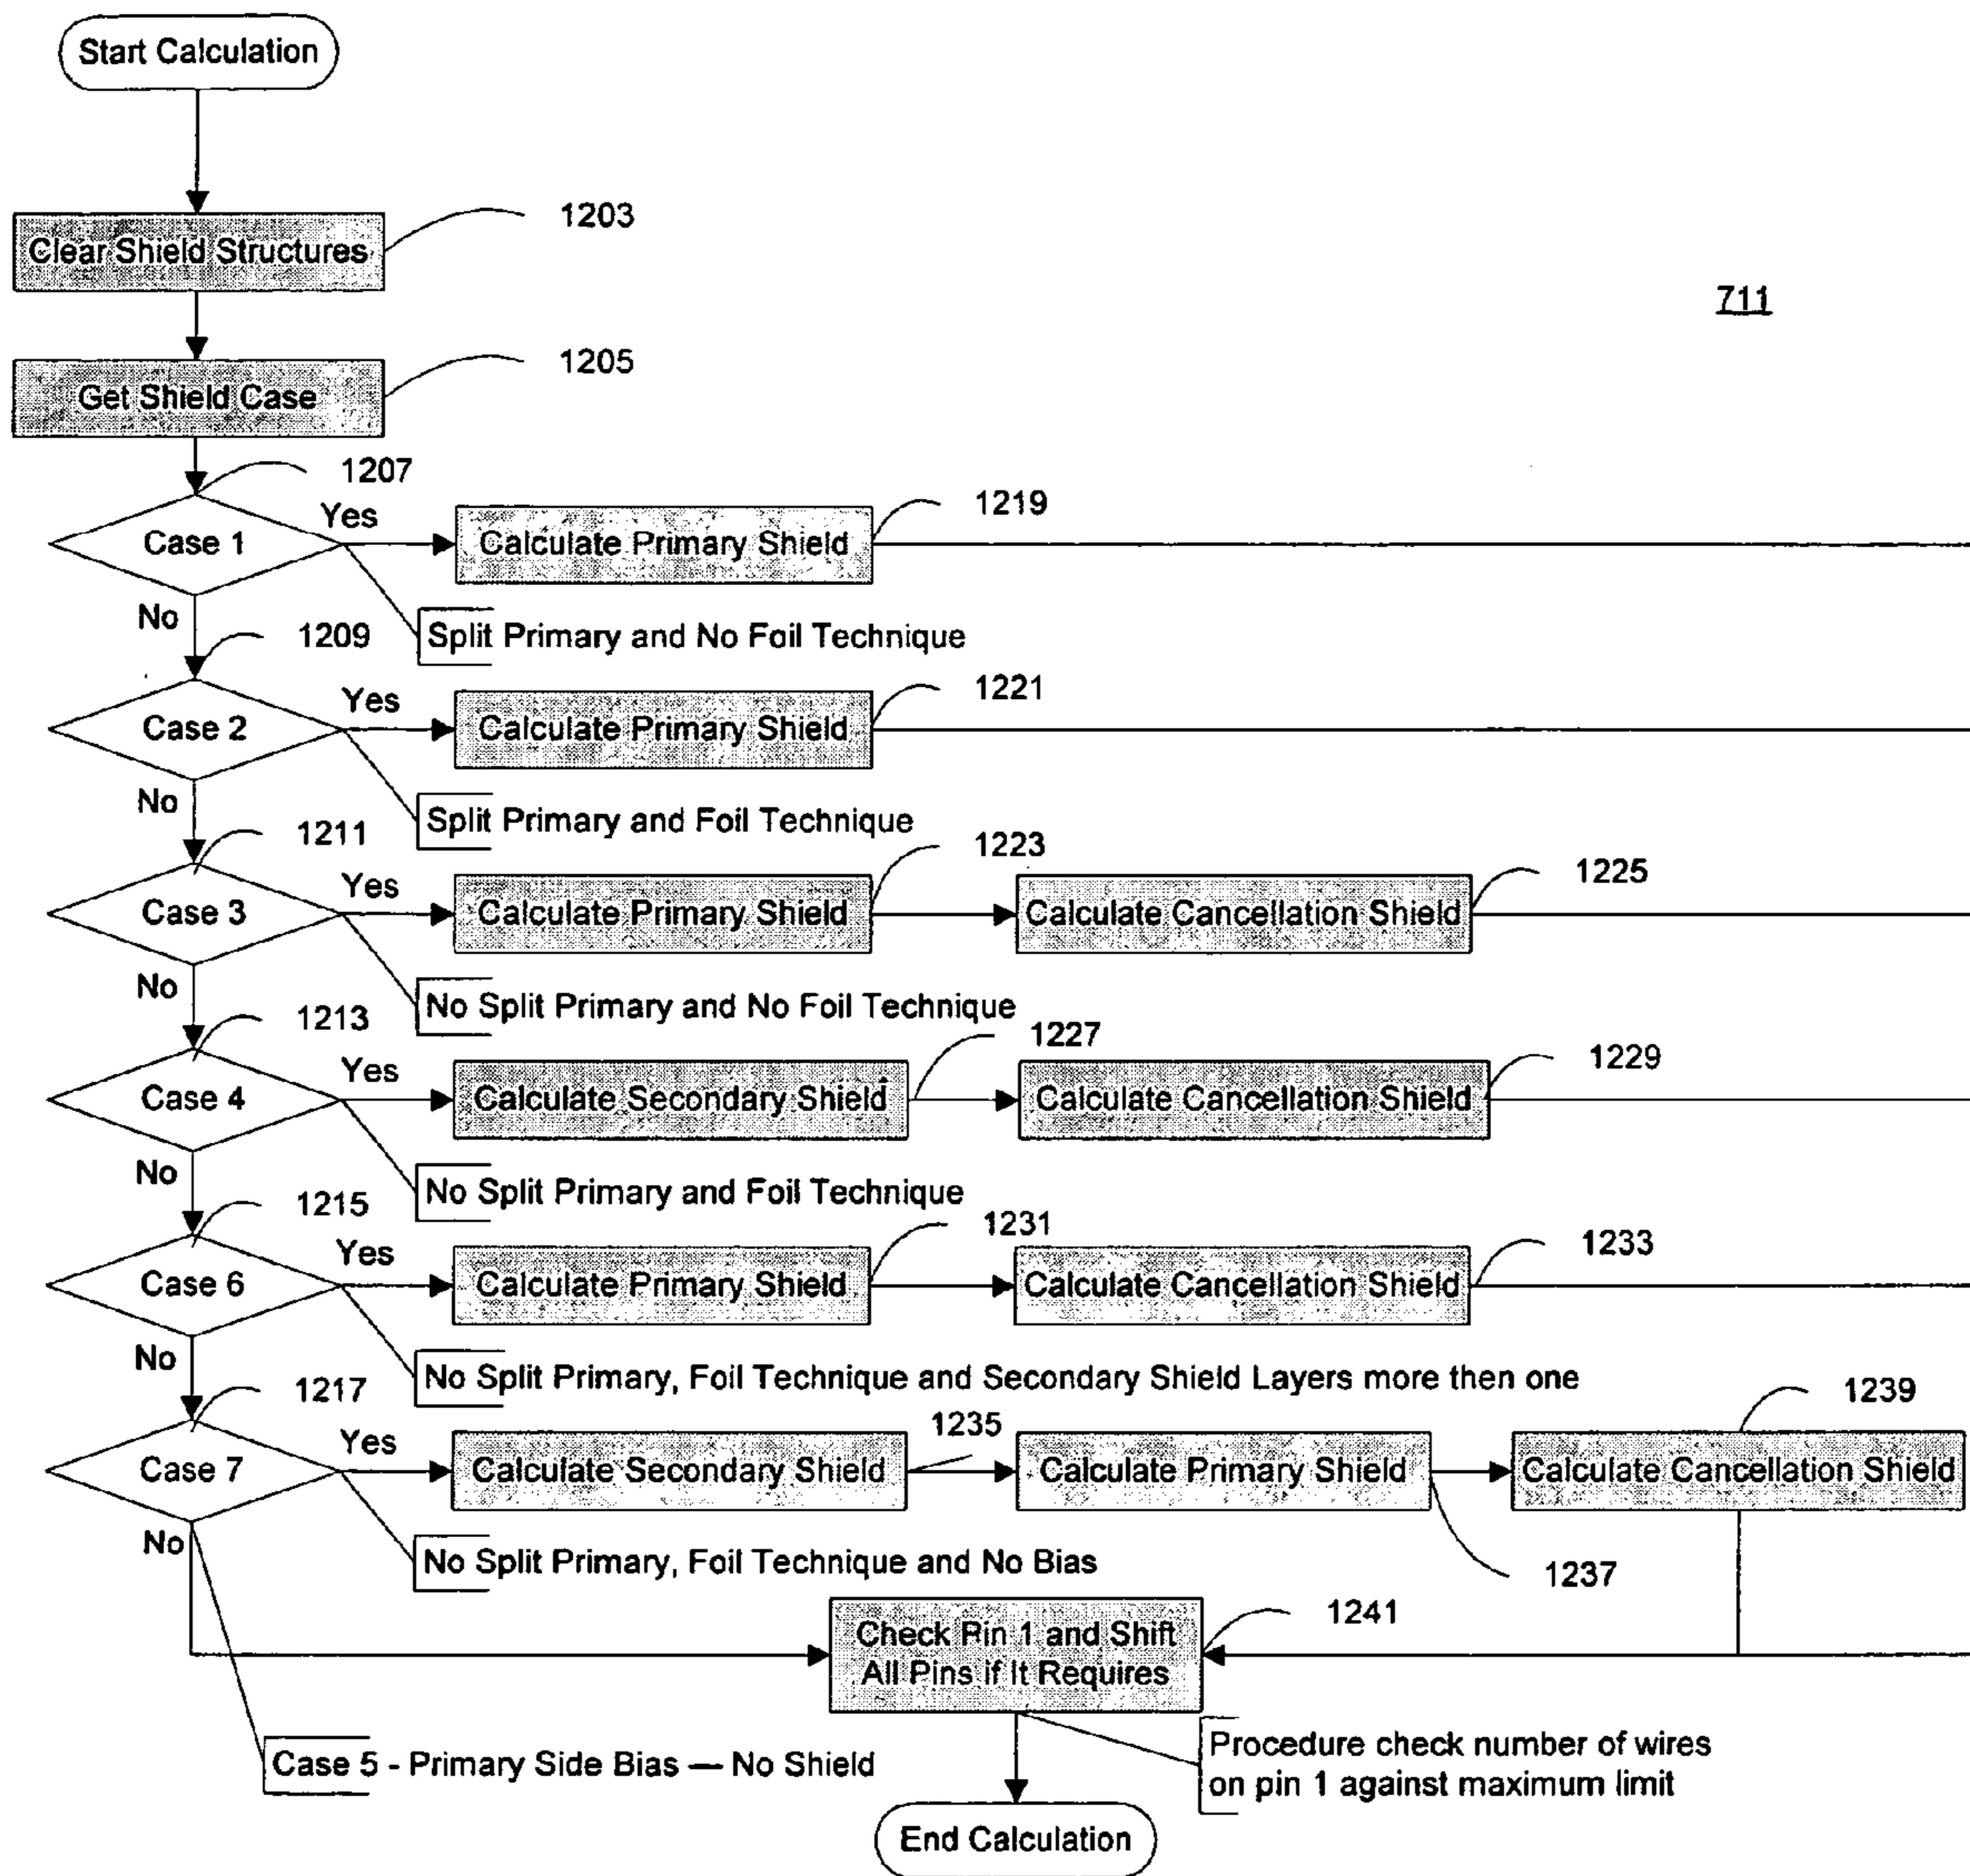 Start Calculation
1203
Clear Shield Structures
711
1205
Get Shield Case
1207
1219
Yes
Case 1
Calculate Primary Shield
No
Split Primary and No Foil Technique
1209
1221
Yes
Case 2
Calculate Primary Shield
No
Split Primary and Foil Technique
1211
1223
1225
Yes
Case 3
Calculate Primary Shield
Calculate Cancellation Shield
No
No Split Primary and No Foil Technique
1213
1227
1229
Yes
Case 4
Calculate Secondary Shield
Calculate Cancellation Shield
No
No Split Primary and Foil Technique
1215
1231
1233
Yes
Case 6
Calculate Primary Shield
Calculate Cancellation Shield
No
No Split Primary, Foil Technique and Secondary Shield Layers more then one
1217
1235
1239
Yes
Case 7
Calculate Secondary Shield
Calculate Primary Shield
Calculate Cancellation Shield
No
No Split Primary, Foil Technique and No Bias
1237
1241
Check Pin 1 and Shift
All Pins if It Requires
Case 5 - Primary Side Bias — No Shield
Procedure check number of wires
on pin 1 against maximum limit
End Calculation